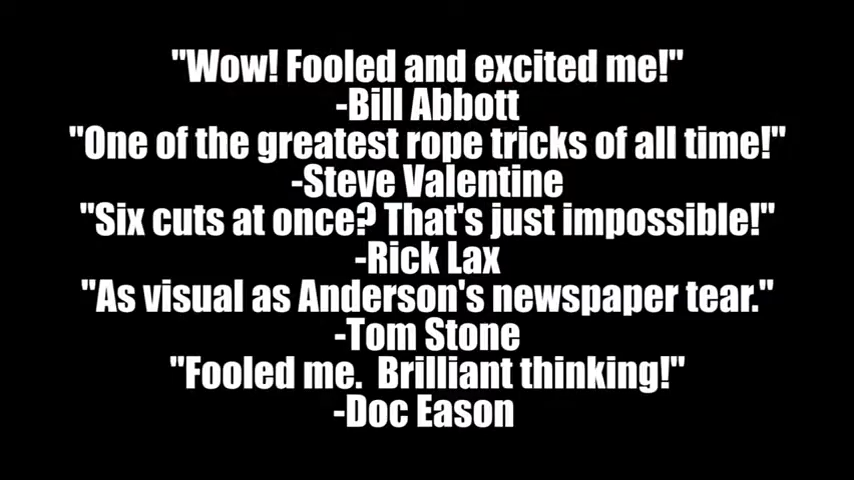 "Wow! Fooled and excited me!"
-Bill Abbott
"One of the greatest rope tricks of all time!"
-Steve Valentine
"Six cuts at once? That's just impossible!"
-Rick Lax
"As visual as Anderson's newspaper tear."
-Tom Stone
"Fooled me.  Brilliant thinking!"
-Doc Eason